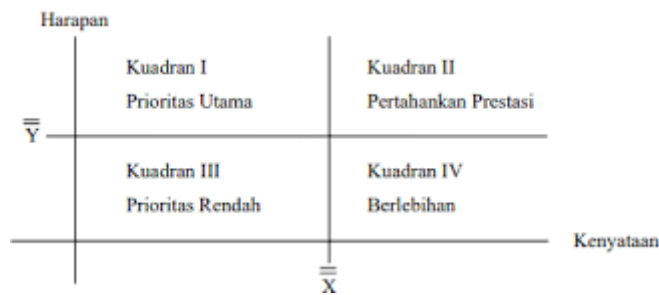 Harapan
Kuadran I
Prioritas Utama
Kuadran II
Pertahankan Prestasi
Y
Kuadran III
Prioritas Rendah
Kuadran IV
Berlebihan
Kenyataan
X